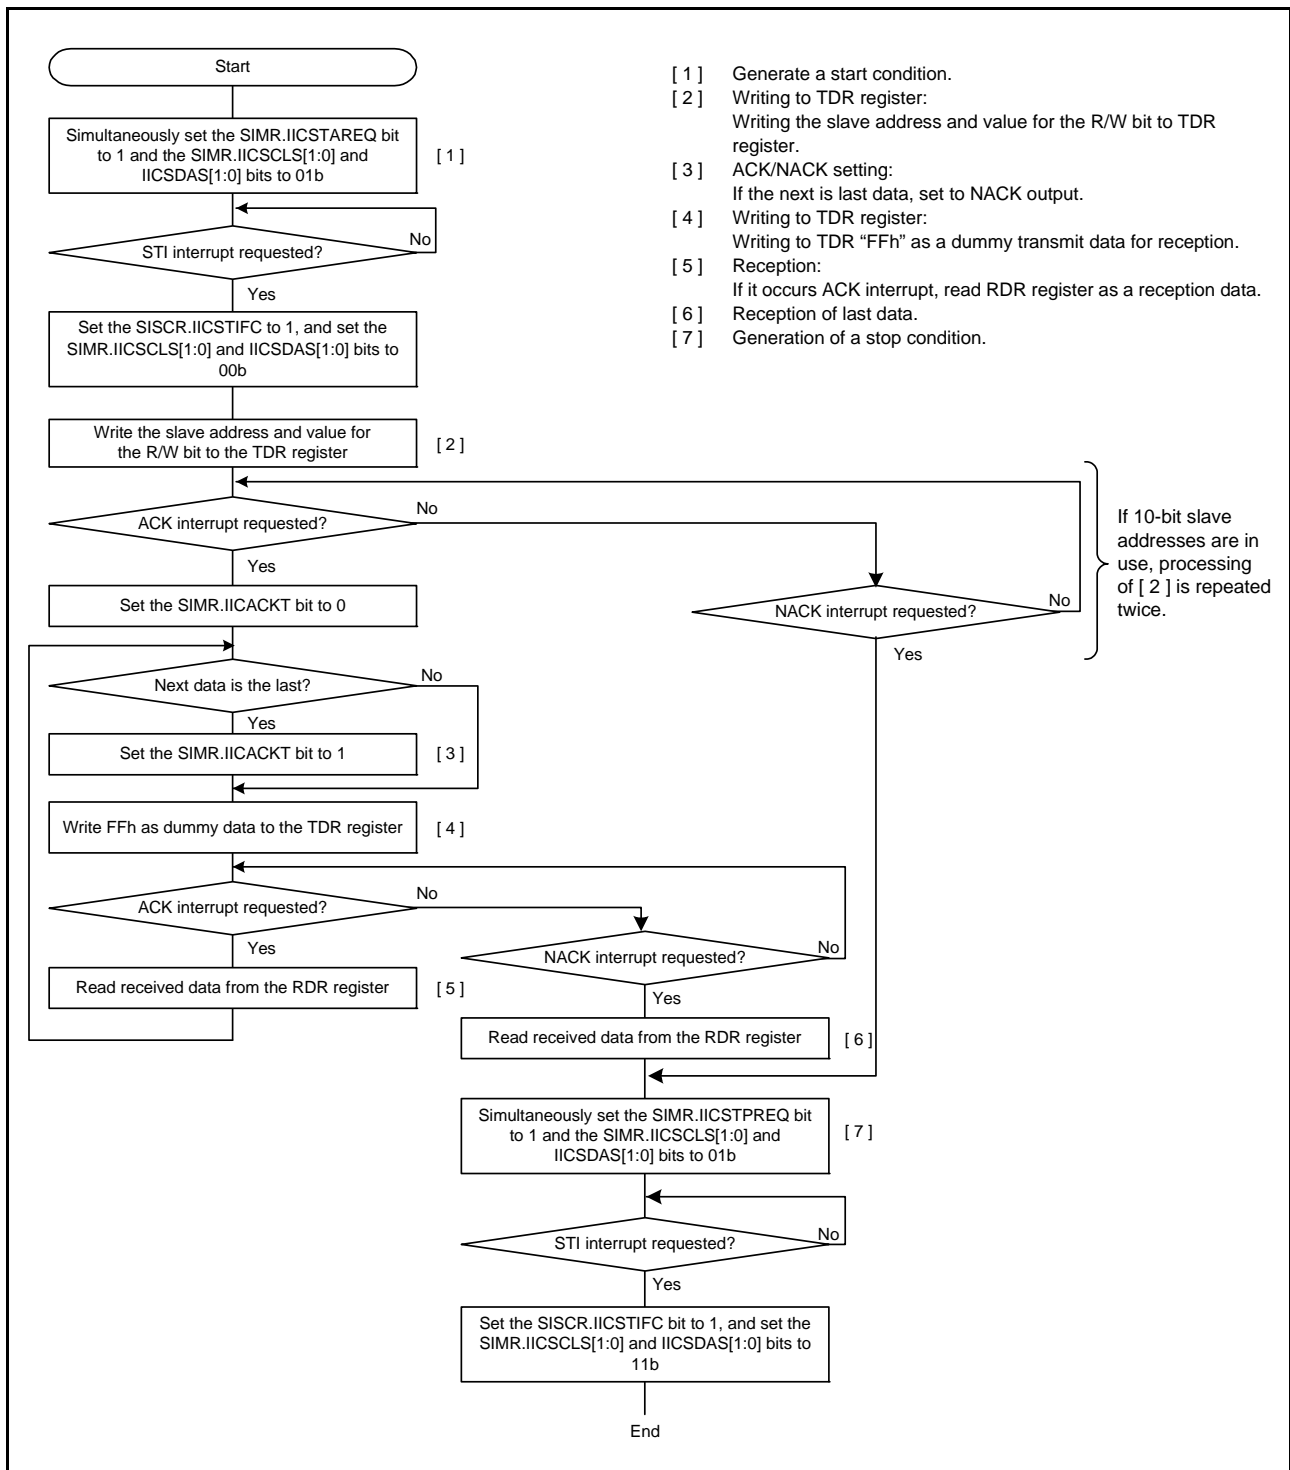 Start
Simultaneously set the SIMR.IICSTAREQ bit
to 1 and the SIMR.IICSCLS[1:0] and
IICSDAS[1:0] bits to 01b
[ 1 ]
STI interrupt requested?
No
Yes
Set the SISCR.IICSTIFC to 1, and set the
SIMR.IICSCLS[1:0] and IICSDAS[1:0] bits to
00b
Write the slave address and value for
the R/W bit to the TDR register
[ 2 ]
ACK interrupt requested?
No
Yes
Set the SIMR.IICACKT bit to 0
NACK interrupt requested?
No
Yes
Next data is the last?
No
Yes
Set the SIMR.IICACKT bit to 1
[ 3 ]
Write FFh as dummy data to the TDR register
[ 4 ]
ACK interrupt requested?
No
Yes
Read received data from the RDR register
[ 5 ]
NACK interrupt requested?
No
Yes
Read received data from the RDR register
[ 6 ]
Simultaneously set the SIMR.IICSTPREQ bit
to 1 and the SIMR.IICSCLS[1:0] and
IICSDAS[1:0] bits to 01b
[ 7 ]
STI interrupt requested?
No
Yes
Set the SISCR.IICSTIFC bit to 1, and set the
SIMR.IICSCLS[1:0] and IICSDAS[1:0] bits to
11b
End
[ 1 ] Generate a start condition.
[ 2 ] Writing to TDR register:
Writing the slave address and value for the R/W bit to TDR
register.
[ 3 ] ACK/NACK setting:
If the next is last data, set to NACK output.
[ 4 ] Writing to TDR register:
Writing to TDR “FFh” as a dummy transmit data for reception.
[ 5 ] Reception:
If it occurs ACK interrupt, read RDR register as a reception data.
[ 6 ] Reception of last data.
[ 7 ] Generation of a stop condition.
If 10-bit slave
addresses are in
use, processing
of [ 2 ] is repeated
twice.